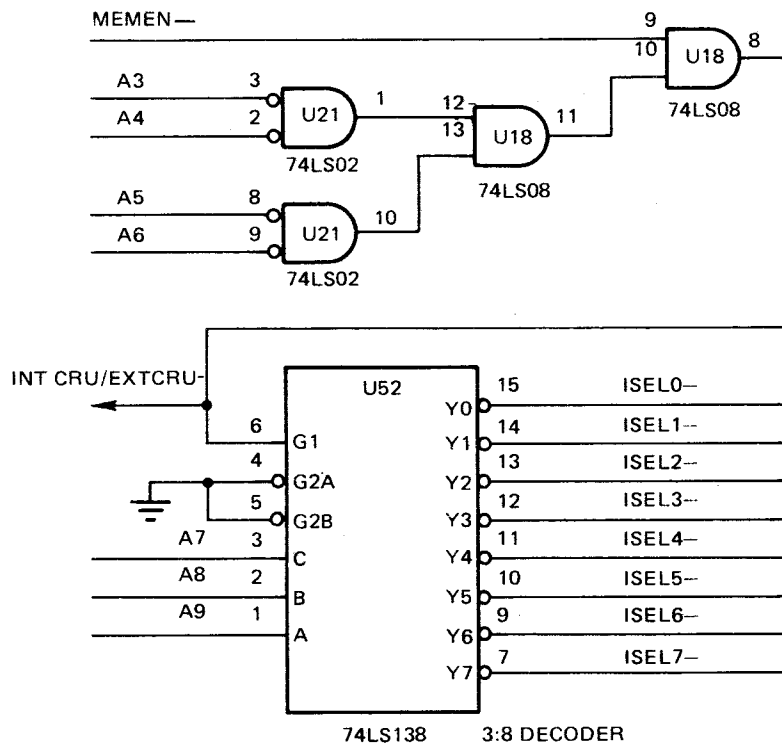 MEMEN—
9
8
10
U18
74LS08
A3
3
A4
2
U21
1
74LS02
12
13
U18
11
74LS08
A5
8
A6
9
U21
10
74LS02
INT CRU/EXTCRU-
U52
6
G1
4
G2A
5
G2B
A7
3
C
A8
2
B
A9
1
A
Y0
15
ISEL0—
Y1
14
ISEL1—
Y2
13
ISEL2—
Y3
12
ISEL3—
Y4
11
ISEL4—
Y5
10
ISEL5—
Y6
9
ISEL6—
Y7
7
ISEL7—
74LS138
3:8 DECODER